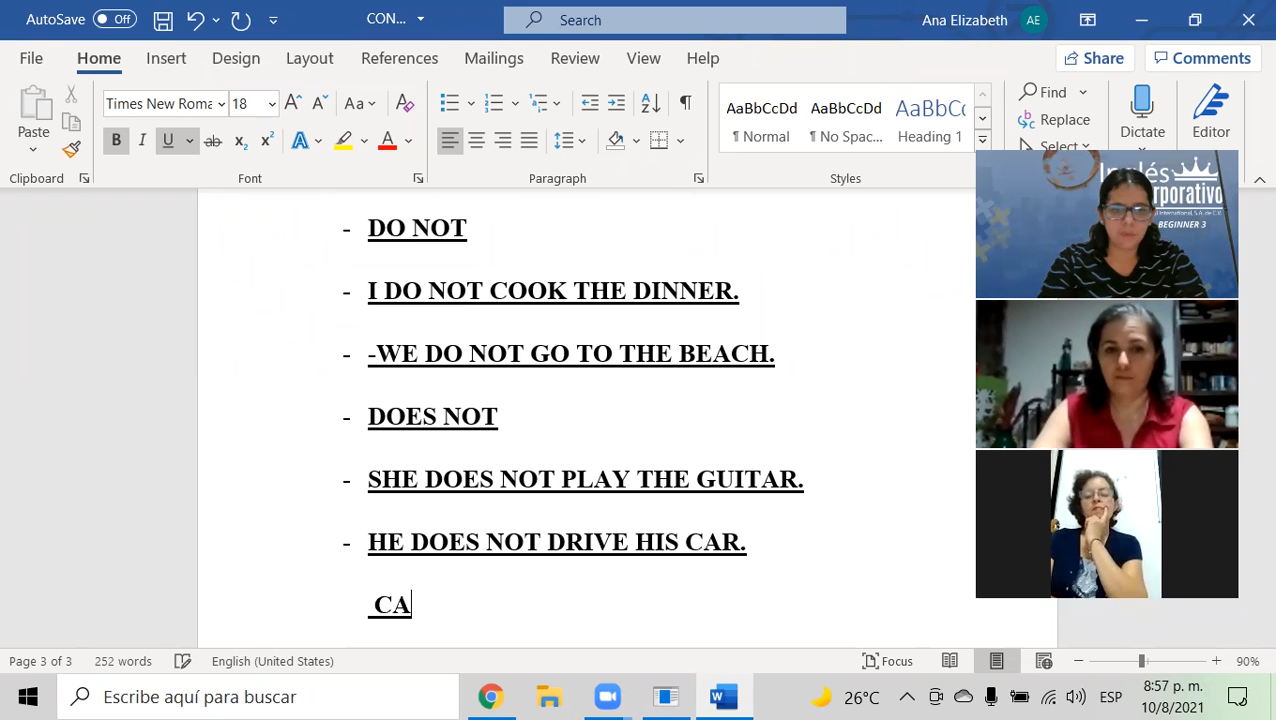 AutoSave Off CON... Search Ana Elizabeth AE
File Home Insert Design Layout References Mailings Review View Help Share Comments
Paste Times New Roma 18 Aa AaBbCcDd AaBbCcDd AaBbCc Find Replace Select Dictate Editor
B I U ab x₂ x² A A ¶ Normal ¶ No Spac... Heading 1
Clipboard Font Paragraph Styles
Inglés
BEGINNER 3
- DO NOT
- I DO NOT COOK THE DINNER.
- -WE DO NOT GO TO THE BEACH.
- DOES NOT
- SHE DOES NOT PLAY THE GUITAR.
- HE DOES NOT DRIVE HIS CAR.
CA
Page 3 of 3 252 words English (United States) Focus 90%
Escribe aquí para buscar 26°C ESP 8:57 p. m.
10/8/2021